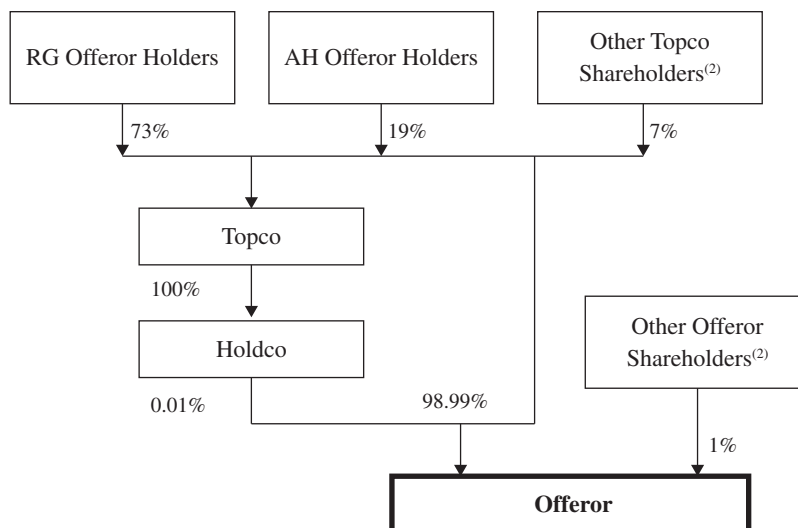 RG Offeror Holders
AH Offeror Holders
Other Topco
Shareholders(2)
73%
19%
7%
Topco
100%
Holdco
Other Offeror
Shareholders(2)
0.01%
98.99%
1%
Offeror